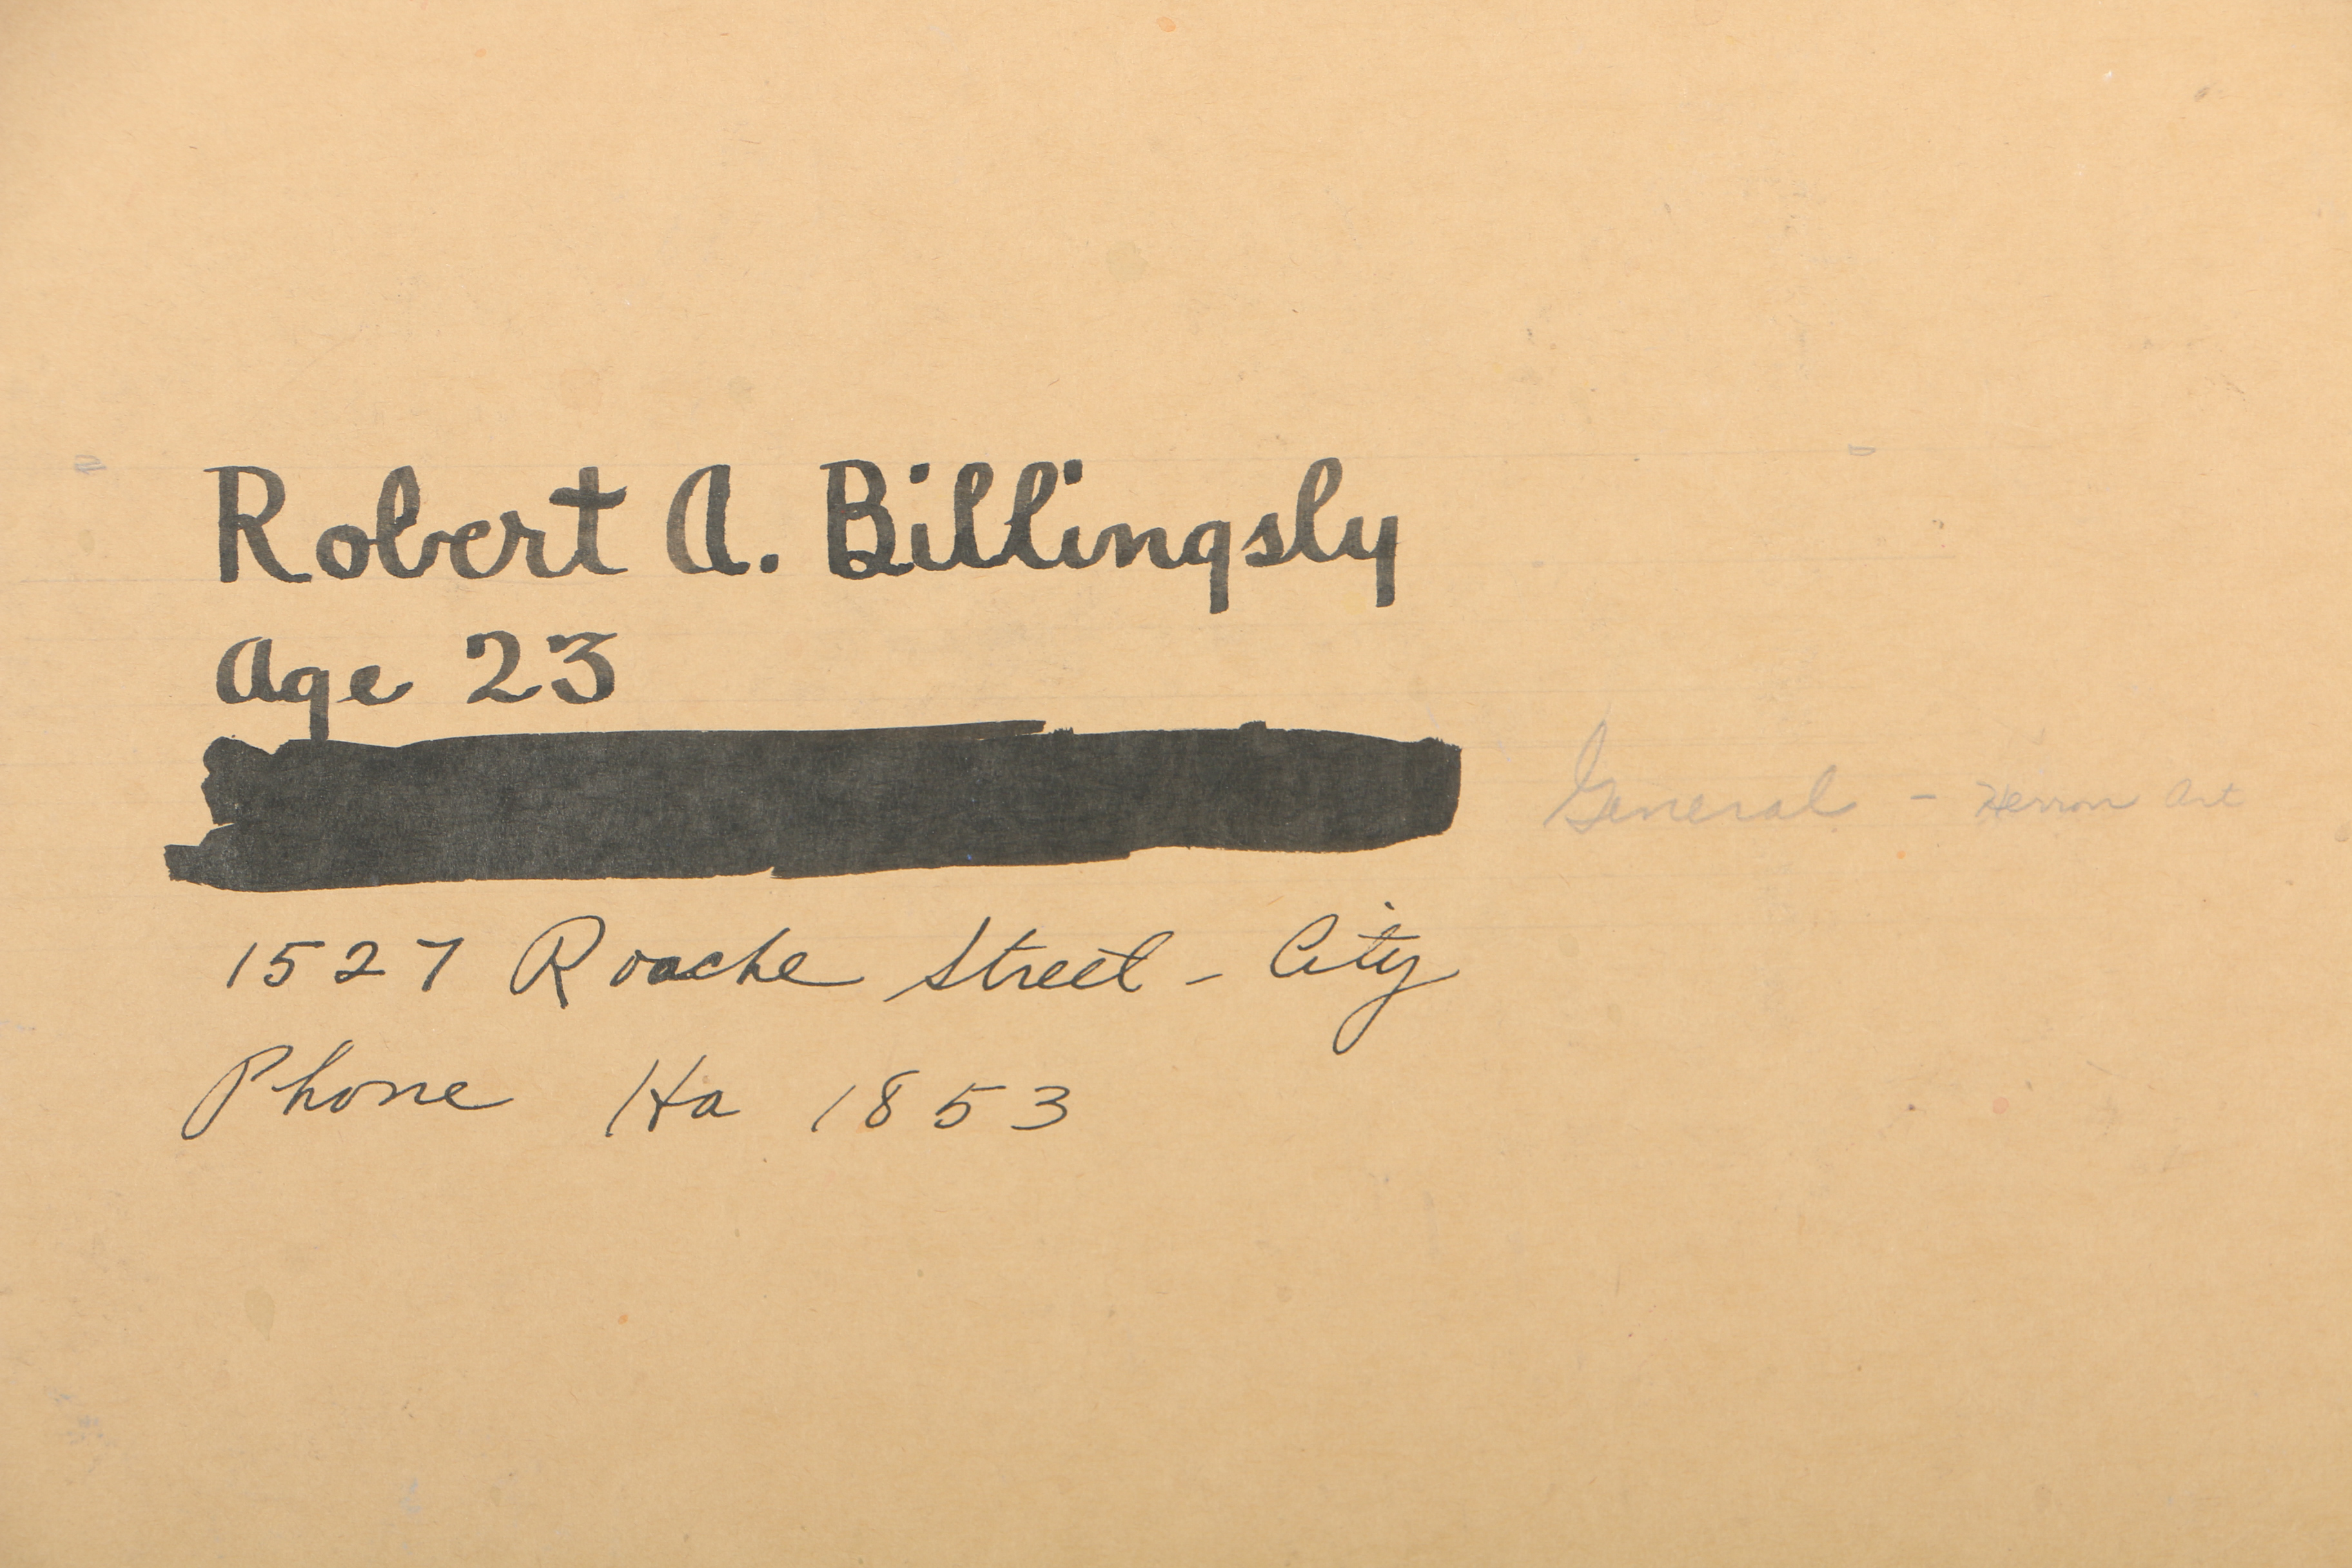 Robert A. Billingsly
Age 23
General - Herron Art
1527 Roache Street - City
Phone Ha 1853